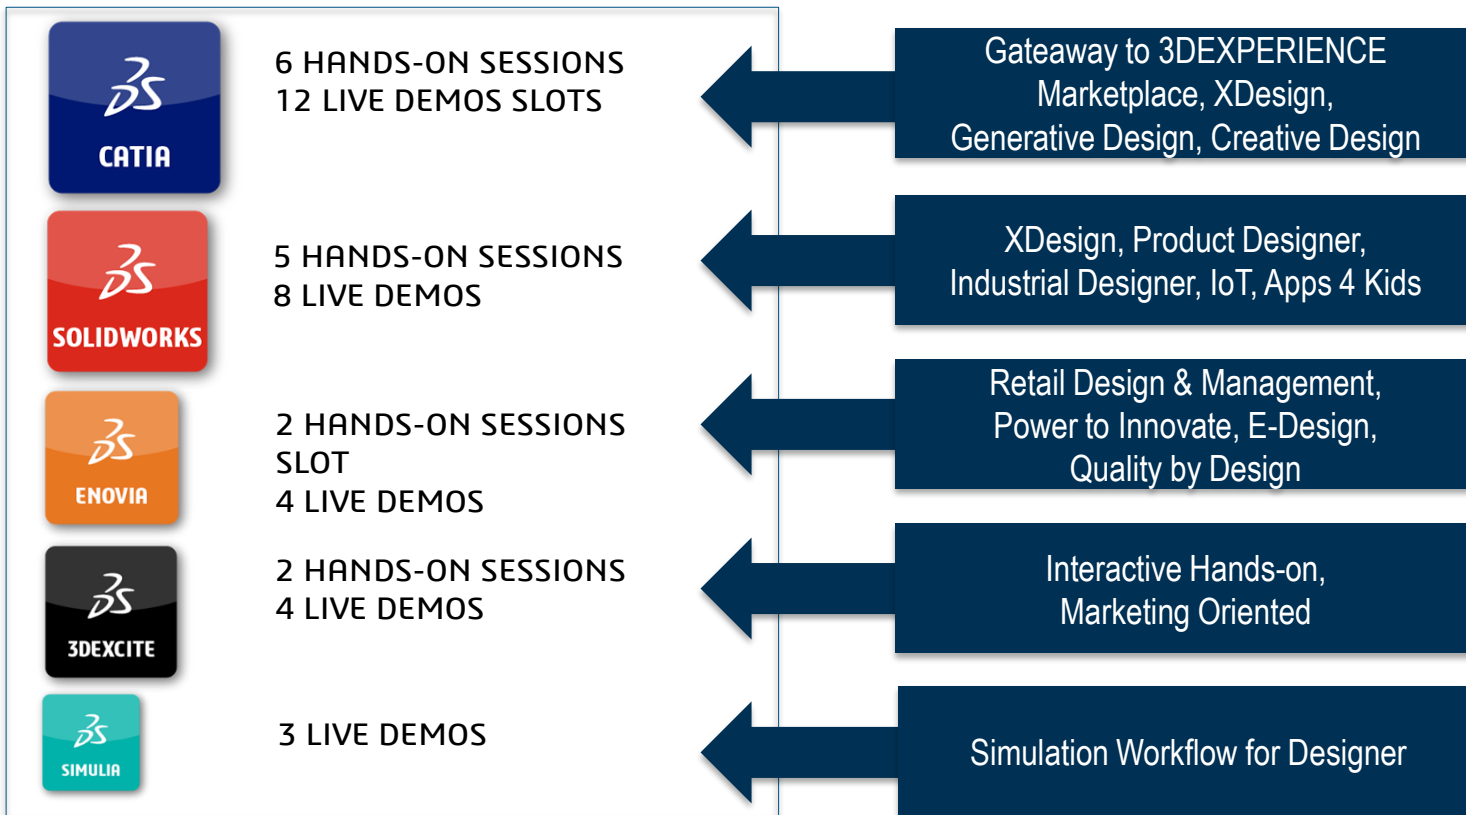 CATIA
6 HANDS-ON SESSIONS
12 LIVE DEMOS SLOTS
Gateaway to 3DEXPERIENCE
Marketplace, XDesign,
Generative Design, Creative Design
SOLIDWORKS
5 HANDS-ON SESSIONS
8 LIVE DEMOS
XDesign, Product Designer,
Industrial Designer, IoT, Apps 4 Kids
ENOVIA
2 HANDS-ON SESSIONS
SLOT
4 LIVE DEMOS
Retail Design & Management,
Power to Innovate, E-Design,
Quality by Design
3DEXCITE
2 HANDS-ON SESSIONS
4 LIVE DEMOS
Interactive Hands-on,
Marketing Oriented
SIMULIA
3 LIVE DEMOS
Simulation Workflow for Designer